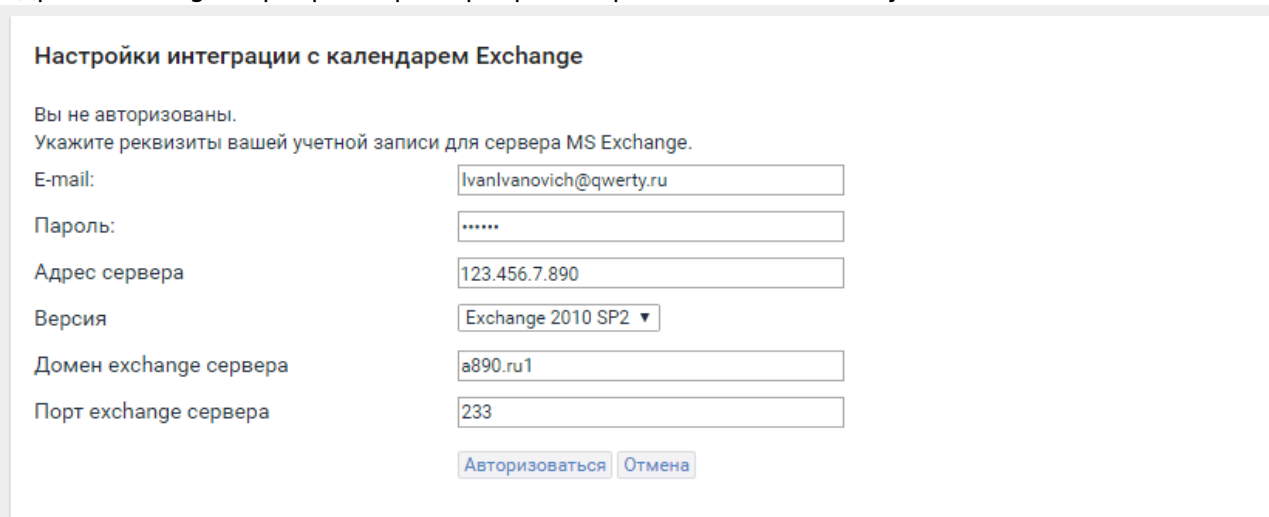 Настройки интеграции с календарем Exchange
Вы не авторизованы.
Укажите реквизиты вашей учетной записи для сервера MS Exchange.
E-mail: IvanIvanovich@qwerty.ru
Пароль: ••••••
Адрес сервера 123.456.7.890
Версия Exchange 2010 SP2 ▼
Домен exchange сервера a890.ru1
Порт exchange сервера 233
Авторизоваться Отмена